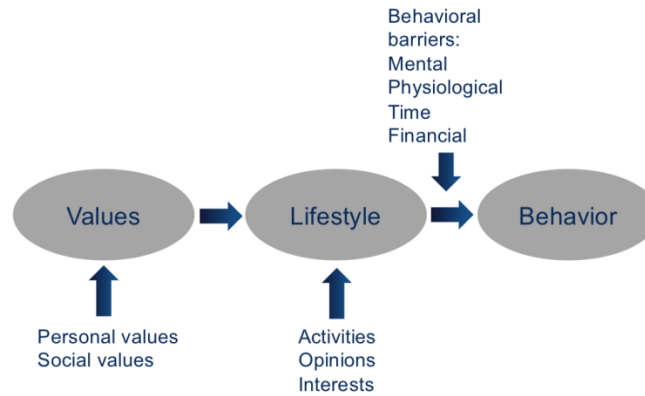 Behavioral
barriers:
Mental
Physiological
Time
Financial
Values
Lifestyle
Behavior
Personal values
Social values
Activities
Opinions
Interests